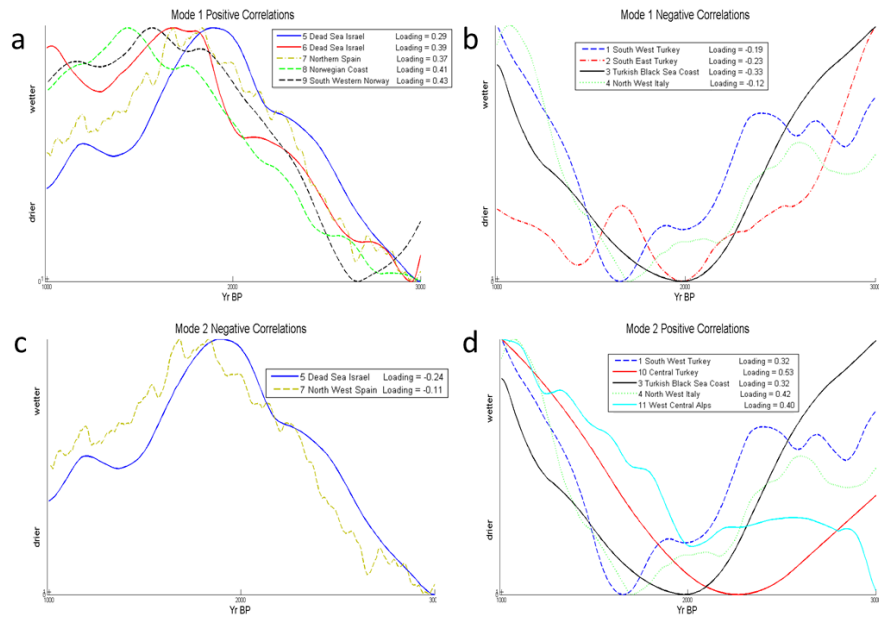 a
Mode 1 Positive Correlations
5 Dead Sea Israel Loading = 0.29
6 Dead Sea Israel Loading = 0.39
7 Northern Spain Loading = 0.37
8 Norwegian Coast Loading = 0.41
9 South Western Norway Loading = 0.43
wetter
drier
1000 2000 3000
Yr BP
b
Mode 1 Negative Correlations
1 South West Turkey Loading = -0.19
2 South East Turkey Loading = -0.23
3 Turkish Black Sea Coast Loading = -0.33
4 North West Italy Loading = -0.12
wetter
drier
1000 2000 3000
Yr BP
c
Mode 2 Negative Correlations
5 Dead Sea Israel Loading = -0.24
7 North West Spain Loading = -0.11
wetter
drier
1000 2000 3000
Yr BP
d
Mode 2 Positive Correlations
1 South West Turkey Loading = 0.32
10 Central Turkey Loading = 0.53
3 Turkish Black Sea Coast Loading = 0.32
4 North West Italy Loading = 0.42
11 West Central Alps Loading = 0.40
wetter
drier
1000 2000 3000
Yr BP